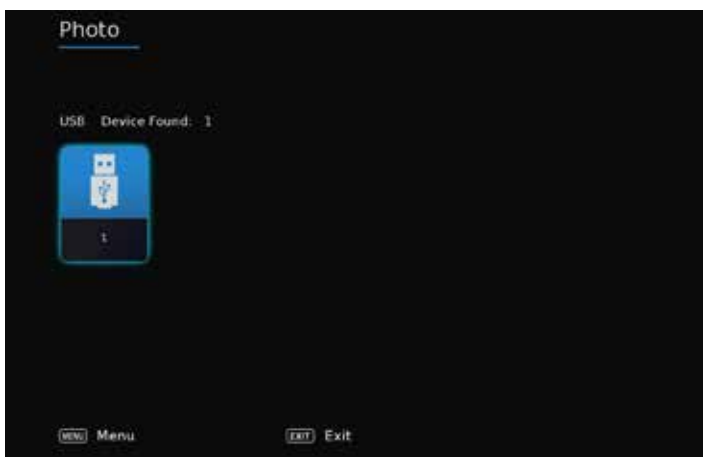 Photo
USB Device Found: 1
1
MENU Menu
EXIT Exit